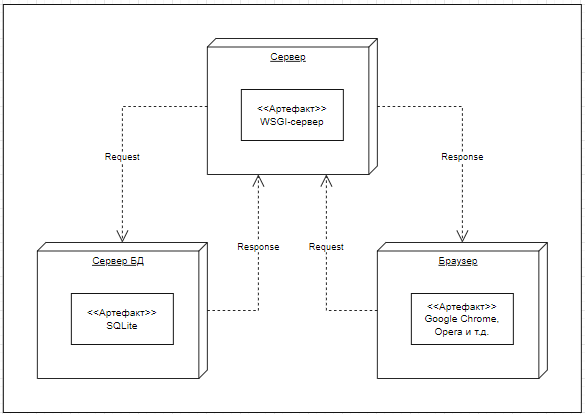 Сервер
<<Артефакт>>
WSGI-сервер
Request
Response
Response
Request
Сервер БД
<<Артефакт>>
SQLite
Браузер
<<Артефакт>>
Google Chrome,
Opera и т.д.